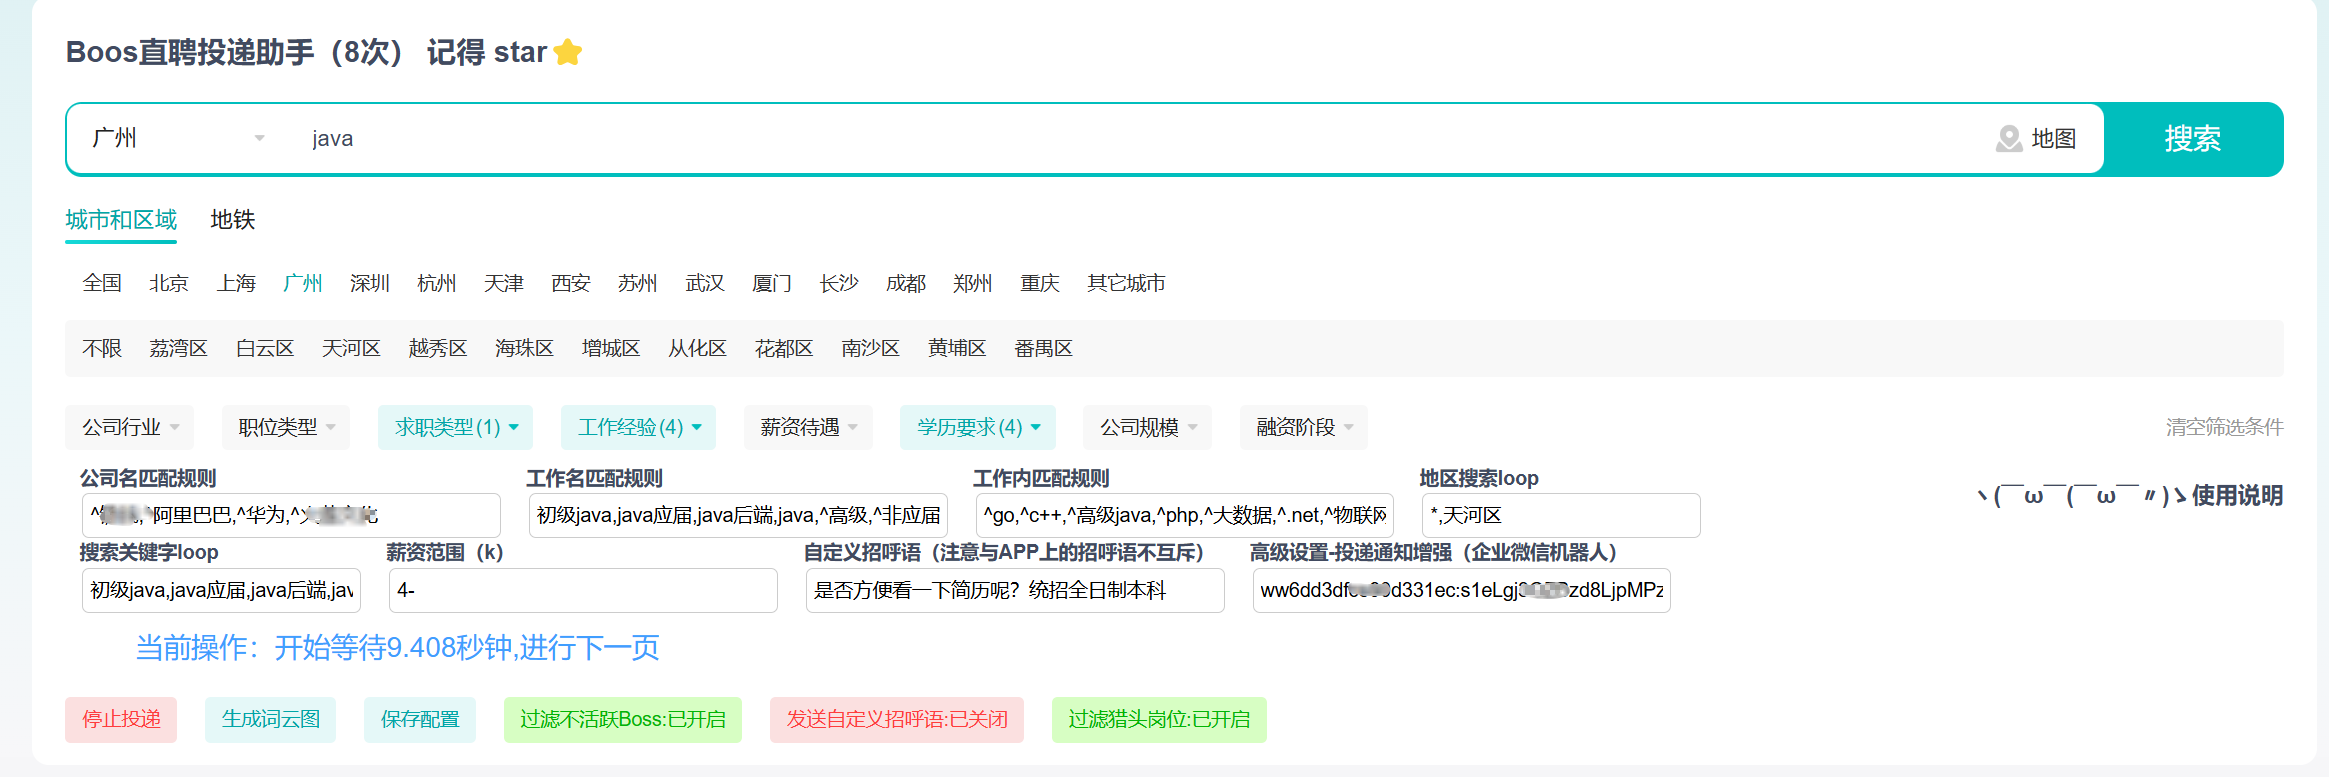 Boos直聘投递助手（8次） 记得 star
广州 java 地图 搜索
城市和区域 地铁
全国 北京 上海 广州 深圳 杭州 天津 西安 苏州 武汉 厦门 长沙 成都 郑州 重庆 其它城市
不限 荔湾区 白云区 天河区 越秀区 海珠区 增城区 从化区 花都区 南沙区 黄埔区 番禺区
公司行业 职位类型 求职类型(1) 工作经验(4) 薪资待遇 学历要求(4) 公司规模 融资阶段 清空筛选条件
公司名匹配规则 工作名匹配规则 工作内匹配规则 地区搜索loop
^阿里巴巴,^华为, 初级java,java应届,java后端,java,^高级,^非应届 ^go,^c++,^高级java,^php,^大数据,^.net,^物联网 *,天河区 ヽ(￣ω￣(￣ω￣〃)ゝ使用说明
搜索关键字loop 薪资范围（k） 自定义招呼语（注意与APP上的招呼语不互斥） 高级设置-投递通知增强（企业微信机器人）
初级java,java应届,java后端,jav 4- 是否方便看一下简历呢？统招全日制本科 ww6dd3df d331ec:s1eLgj zd8LjpMPz
当前操作：开始等待9.408秒钟,进行下一页
停止投递 生成词云图 保存配置 过滤不活跃Boss:已开启 发送自定义招呼语:已关闭 过滤猎头岗位:已开启